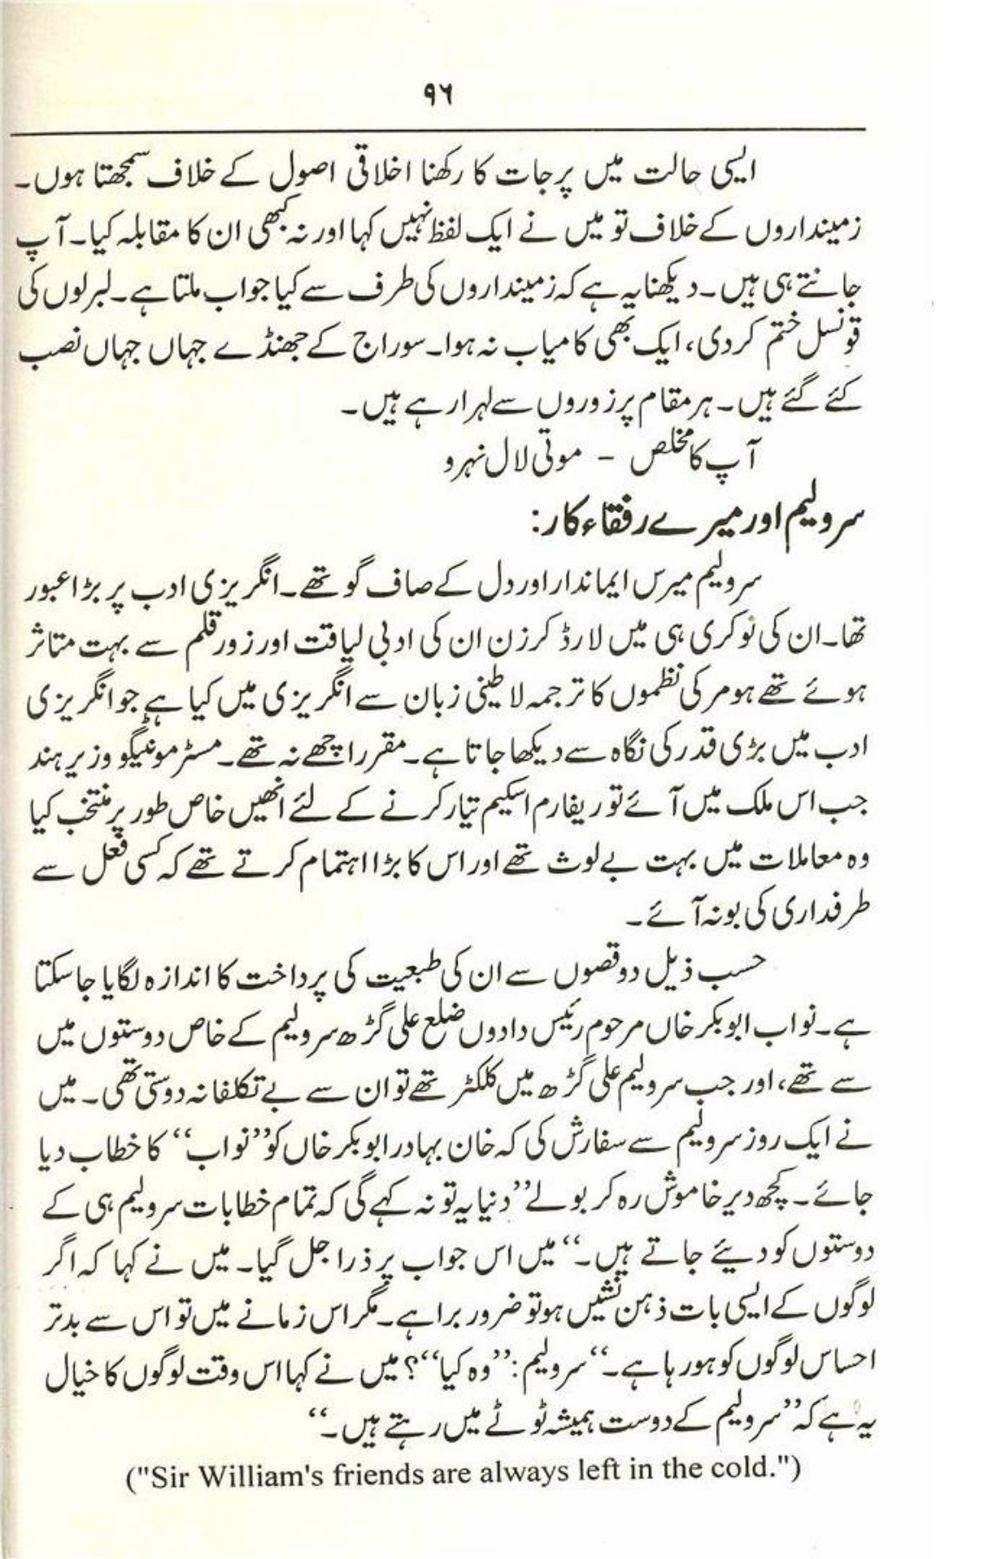 ۹۶
ایسی حالت میں پرجات کا رکھنا اخلاقی اصول کے خلاف سمجھتا ہوں۔
زمینداروں کے خلاف تو میں نے ایک لفظ نہیں کہا اور نہ کبھی ان کا مقابلہ کیا۔ آپ
جانتے ہی ہیں۔ دیکھنا یہ ہے کہ زمینداروں کی طرف سے کیا جواب ملتا ہے۔ لبرلوں کی
قونسل ختم کردی، ایک بھی کامیاب نہ ہوا۔ سوراج کے جھنڈے جہاں جہاں نصب
کئے گئے ہیں۔ ہر مقام پر زوروں سے لہرا رہے ہیں۔
آپ کا مخلص – موتی لال نہرو
سر ولیم اور میرے رفقاء کار:
سر ولیم میرس ایماندار اور دل کے صاف گو تھے۔ انگریزی ادب پر بڑا عبور
تھا۔ ان کی نوکری ہی میں لارڈ کرزن ان کی ادبی لیاقت اور زور قلم سے بہت متاثر
ہوئے تھے ہومر کی نظموں کا ترجمہ لاطینی زبان سے انگریزی میں کیا ہے جو انگریزی
ادب میں بڑی قدر کی نگاہ سے دیکھا جاتا ہے۔ مقرر اچھے نہ تھے۔ مسٹر مونٹیگو وزیر ہند
جب اس ملک میں آئے تو ریفارم اسکیم تیار کرنے کے لئے انھیں خاص طور پر منتخب کیا
وہ معاملات میں بہت بے لوث تھے اور اس کا بڑا اہتمام کرتے تھے کہ کسی فعل سے
طرفداری کی بو نہ آئے۔
حسب ذیل دو قصوں سے ان کی طبعیت کی پرداخت کا اندازہ لگایا جا سکتا
ہے۔ نواب ابوبکر خاں مرحوم رئیس دادوں ضلع علی گڑھ سر ولیم کے خاص دوستوں میں
سے تھے، اور جب سر ولیم علی گڑھ میں کلکٹر تھے تو ان سے بے تکلفانہ دوستی تھی۔ میں
نے ایک روز سر ولیم سے سفارش کی کہ خان بہادر ابوبکر خاں کو ”نواب“ کا خطاب دیا
جائے۔ کچھ دیر خاموش رہ کر بولے ”دنیا یہ تو نہ کہے گی کہ تمام خطابات سر ولیم ہی کے
دوستوں کو دیئے جاتے ہیں۔“ میں اس جواب پر ذرا جل گیا۔ میں نے کہا کہ اگر
لوگوں کے ایسی بات ذہن نشیں ہو تو ضرور برا ہے۔ مگر اس زمانے میں تو اس سے بدتر
احساس لوگوں کو ہو رہا ہے۔“ سر ولیم: ”وہ کیا“؟ میں نے کہا اس وقت لوگوں کا خیال
یہ ہے کہ ”سر ولیم کے دوست ہمیشہ ٹوٹے میں رہتے ہیں۔“
("Sir William's friends are always left in the cold.")